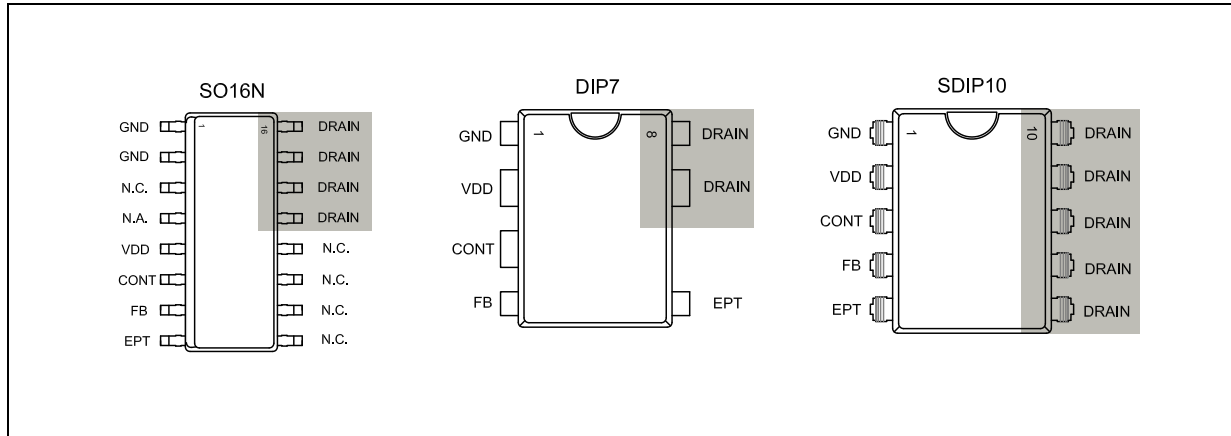 SO16N
GND 1 16 DRAIN
GND DRAIN
N.C. DRAIN
N.A. DRAIN
VDD N.C.
CONT N.C.
FB N.C.
EPT N.C.
DIP7
GND 1 8 DRAIN
VDD DRAIN
CONT
FB EPT
SDIP10
GND 1 10 DRAIN
VDD DRAIN
CONT DRAIN
FB DRAIN
EPT DRAIN